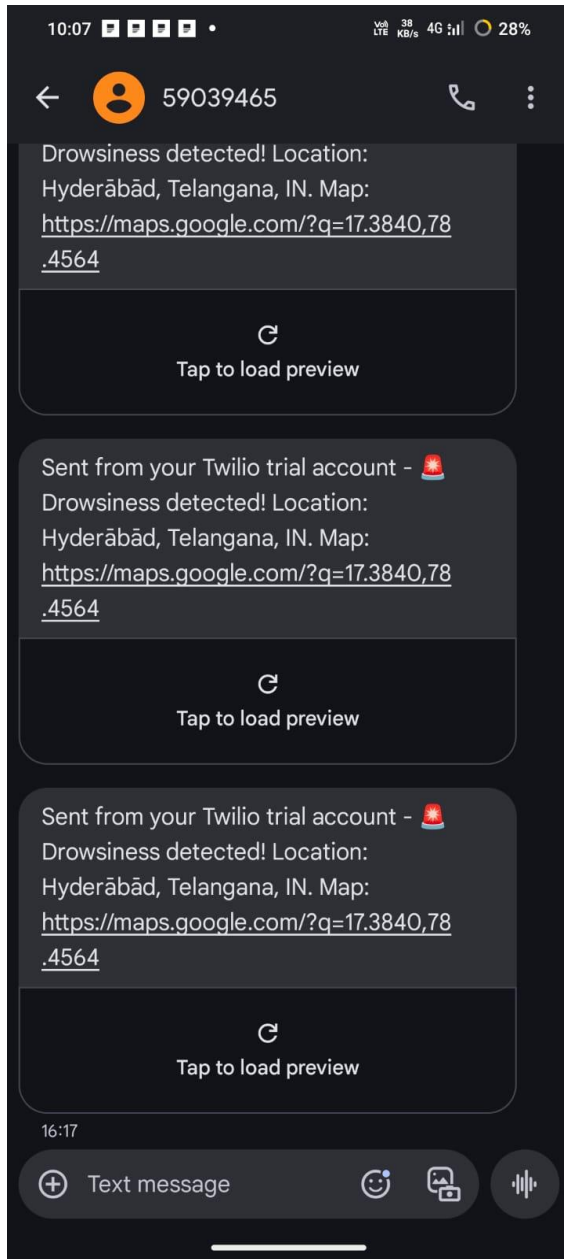 10:07
Vo)) LTE 38 KB/s 4G 28%
59039465
Drowsiness detected! Location:
Hyderābād, Telangana, IN. Map:
https://maps.google.com/?q=17.3840,78
.4564
Tap to load preview
Sent from your Twilio trial account - 🚨
Drowsiness detected! Location:
Hyderābād, Telangana, IN. Map:
https://maps.google.com/?q=17.3840,78
.4564
Tap to load preview
Sent from your Twilio trial account - 🚨
Drowsiness detected! Location:
Hyderābād, Telangana, IN. Map:
https://maps.google.com/?q=17.3840,78
.4564
Tap to load preview
16:17
Text message